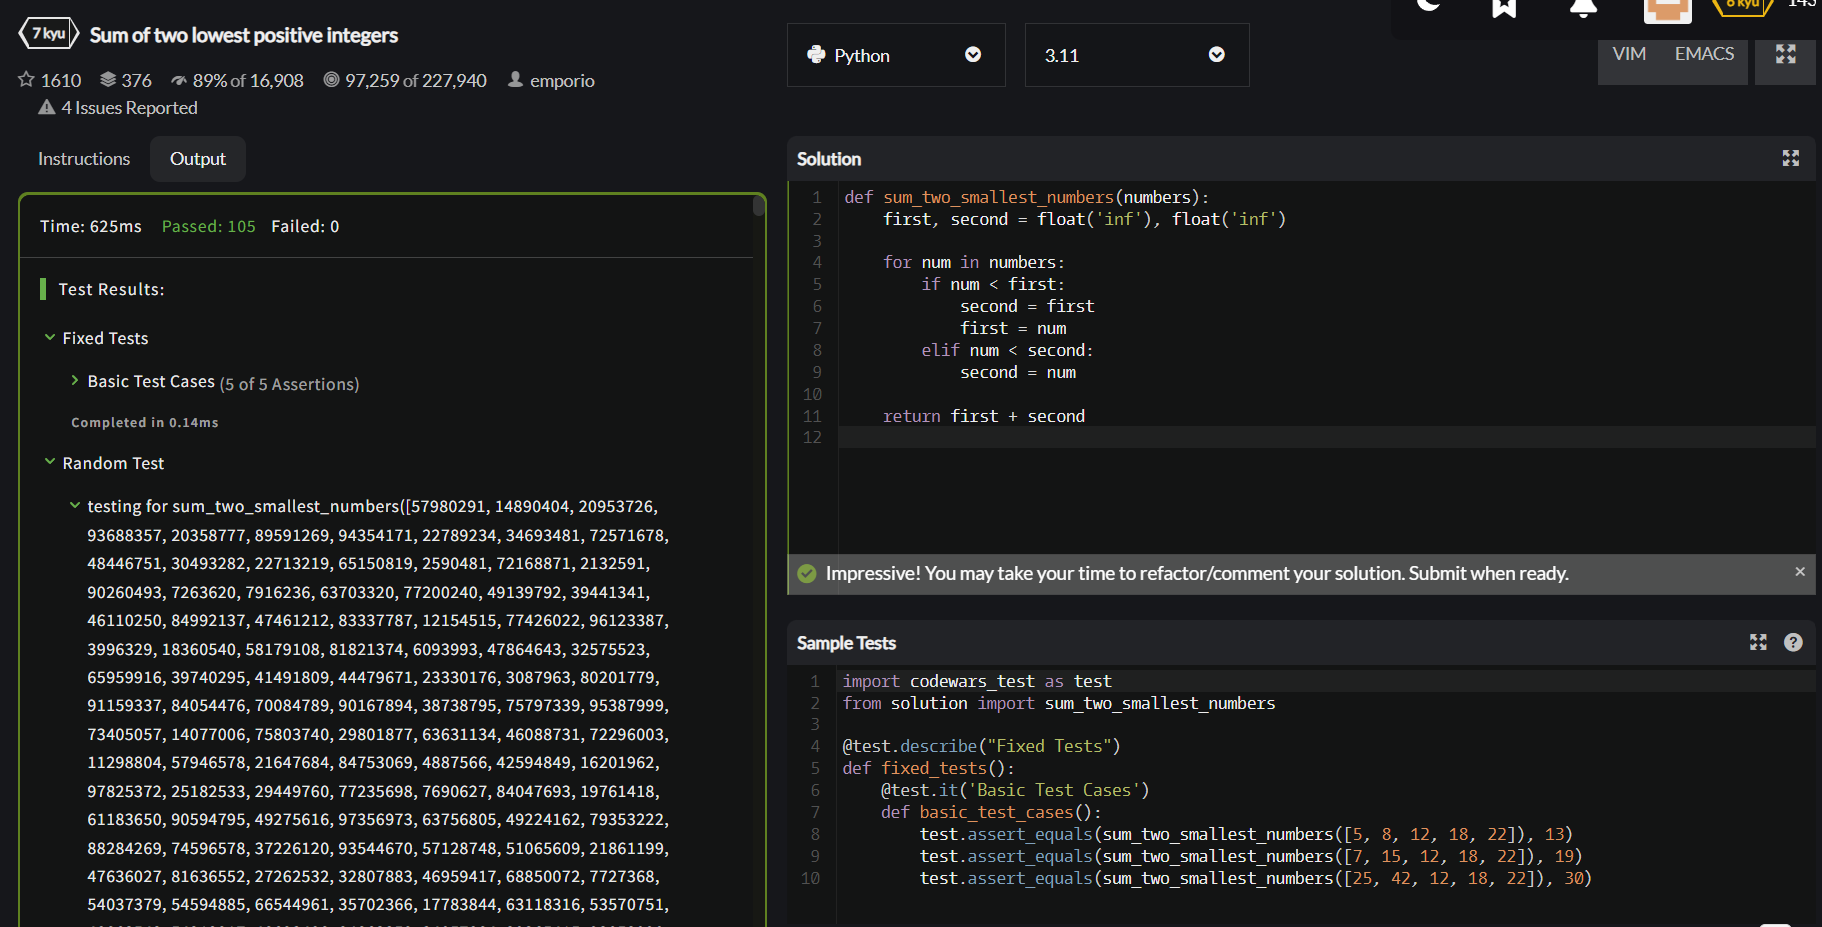 7 kyu
Sum of two lowest positive integers
1610 376 89% of 16,908 97,259 of 227,940 emporio
4 Issues Reported
Instructions
Output
Time: 625ms Passed: 105 Failed: 0
Test Results:
Fixed Tests
Basic Test Cases (5 of 5 Assertions)
Completed in 0.14ms
Random Test
testing for sum_two_smallest_numbers([57980291, 14890404, 20953726,
93688357, 20358777, 89591269, 94354171, 22789234, 34693481, 72571678,
48446751, 30493282, 22713219, 65150819, 2590481, 72168871, 2132591,
90260493, 7263620, 7916236, 63703320, 77200240, 49139792, 39441341,
46110250, 84992137, 47461212, 83337787, 12154515, 77426022, 96123387,
3996329, 18360540, 58179108, 81821374, 6093993, 47864643, 32575523,
65959916, 39740295, 41491809, 44479671, 23330176, 3087963, 80201779,
91159337, 84054476, 70084789, 90167894, 38738795, 75797339, 95387999,
73405057, 14077006, 75803740, 29801877, 63631134, 46088731, 72296003,
11298804, 57946578, 21647684, 84753069, 4887566, 42594849, 16201962,
97825372, 25182533, 29449760, 77235698, 7690627, 84047693, 19761418,
61183650, 90594795, 49275616, 97356973, 63756805, 49224162, 79353222,
88284269, 74596578, 37226120, 93544670, 57128748, 51065609, 21861199,
47636027, 81636552, 27262532, 32807883, 46959417, 68850072, 7727368,
54037379, 54594885, 66544961, 35702366, 17783844, 63118316, 53570751,
Python
3.11
VIM EMACS
Solution
1 def sum_two_smallest_numbers(numbers):
2 first, second = float('inf'), float('inf')
3
4 for num in numbers:
5 if num < first:
6 second = first
7 first = num
8 elif num < second:
9 second = num
10
11 return first + second
12
Impressive! You may take your time to refactor/comment your solution. Submit when ready.
×
Sample Tests
?
1 import codewars_test as test
2 from solution import sum_two_smallest_numbers
3
4 @test.describe("Fixed Tests")
5 def fixed_tests():
6 @test.it('Basic Test Cases')
7 def basic_test_cases():
8 test.assert_equals(sum_two_smallest_numbers([5, 8, 12, 18, 22]), 13)
9 test.assert_equals(sum_two_smallest_numbers([7, 15, 12, 18, 22]), 19)
10 test.assert_equals(sum_two_smallest_numbers([25, 42, 12, 18, 22]), 30)